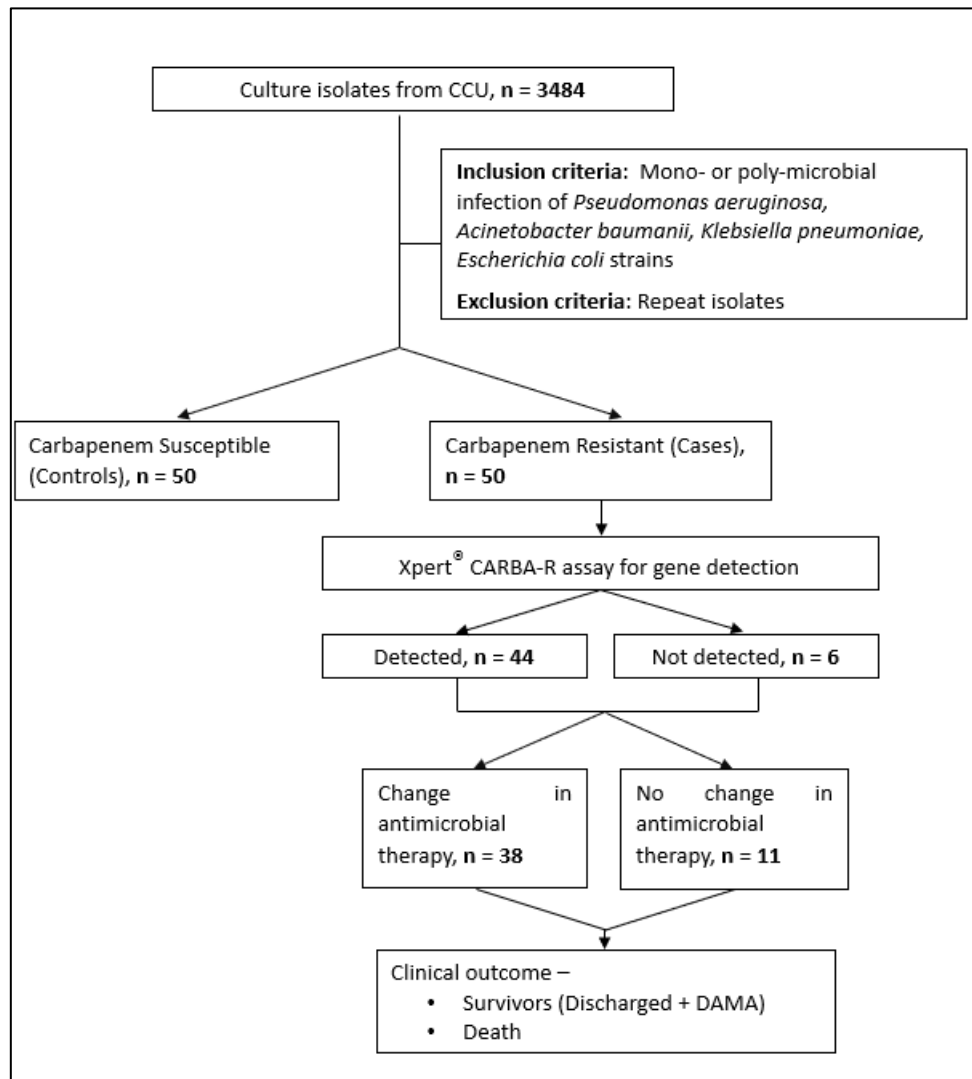 Culture isolates from CCU, n = 3484
Inclusion criteria: Mono- or poly-microbial
infection of Pseudomonas aeruginosa,
Acinetobacter baumanii, Klebsiella pneumoniae,
Escherichia coli strains
Exclusion criteria: Repeat isolates
Carbapenem Susceptible
(Controls), n = 50
Carbapenem Resistant (Cases),
n = 50
Xpert® CARBA-R assay for gene detection
Detected, n = 44
Not detected, n = 6
Change in
antimicrobial
therapy, n = 38
No change in
antimicrobial
therapy, n = 11
Clinical outcome –
• Survivors (Discharged + DAMA)
• Death